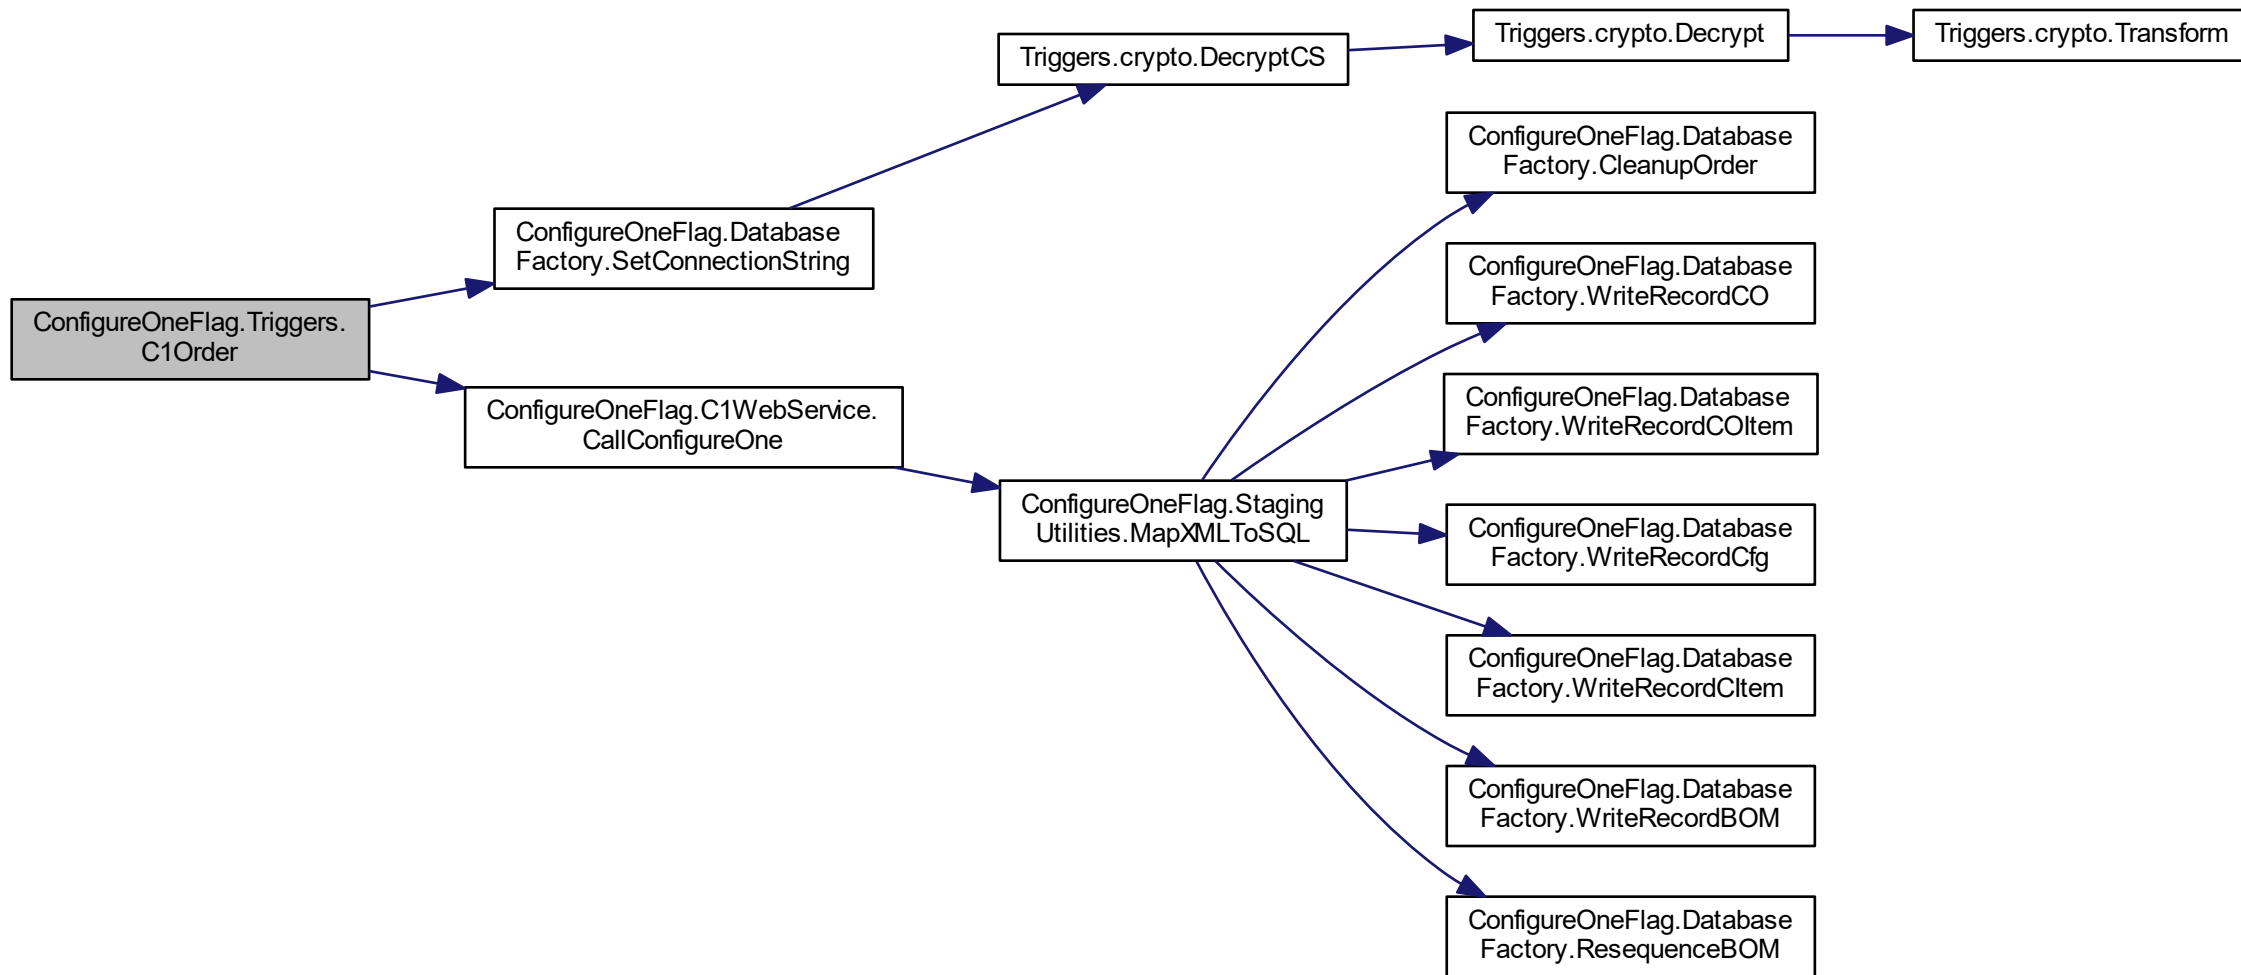 ConfigureOneFlag.Triggers.
C1Order
ConfigureOneFlag.Database
Factory.SetConnectionString
ConfigureOneFlag.C1WebService.
CallConfigureOne
Triggers.crypto.DecryptCS
ConfigureOneFlag.Staging
Utilities.MapXMLToSQL
Triggers.crypto.Decrypt
ConfigureOneFlag.Database
Factory.CleanupOrder
ConfigureOneFlag.Database
Factory.WriteRecordCO
ConfigureOneFlag.Database
Factory.WriteRecordCOItem
ConfigureOneFlag.Database
Factory.WriteRecordCfg
ConfigureOneFlag.Database
Factory.WriteRecordCItem
ConfigureOneFlag.Database
Factory.WriteRecordBOM
ConfigureOneFlag.Database
Factory.ResequenceBOM
Triggers.crypto.Transform